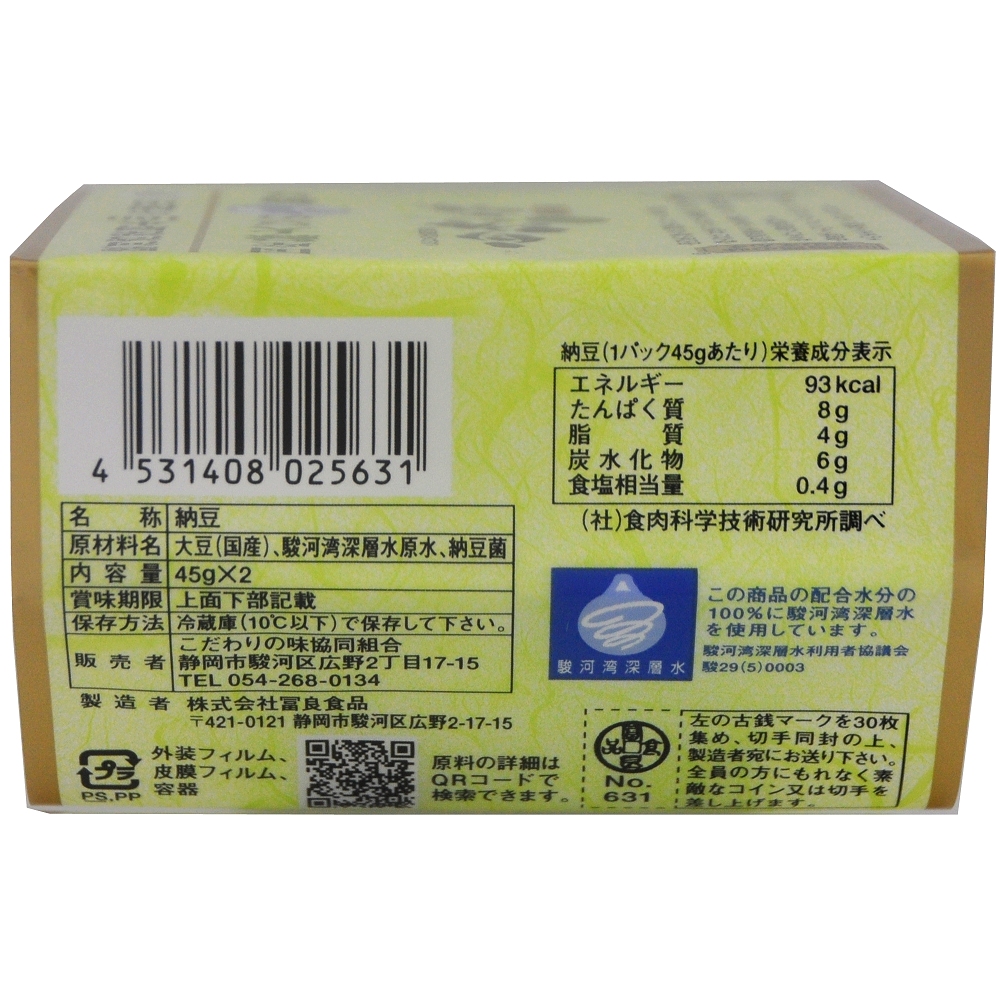 4 531408 025631
名称 納豆
原材料名 大豆(国産)、駿河湾深層水原水、納豆菌
内容量 45g×2
賞味期限 上面下部記載
保存方法 冷蔵庫(10℃以下)で保存して下さい。
販売者 こだわりの味協同組合
静岡市駿河区広野2丁目17-15
TEL 054-268-0134
製造者 株式会社冨良食品
〒421-0121 静岡市駿河区広野2-17-15
プラ
PS,PP
外装フィルム、
皮膜フィルム、
容器
原料の詳細は
QRコードで
検索できます。
納豆(1パック45gあたり)栄養成分表示
エネルギー 93kcal
たんぱく質 8g
脂質 4g
炭水化物 6g
食塩相当量 0.4g
(社)食肉科学技術研究所調べ
駿河湾深層水
この商品の配合水分の
100%に駿河湾深層水
を使用しています。
駿河湾深層水利用者協議会
駿29(5)0003
No.
631
左の古銭マークを30枚
集め、切手同封の上、
製造者宛にお送り下さい。
全員の方にもれなく素
敵なコイン又は切手を
差し上げます。